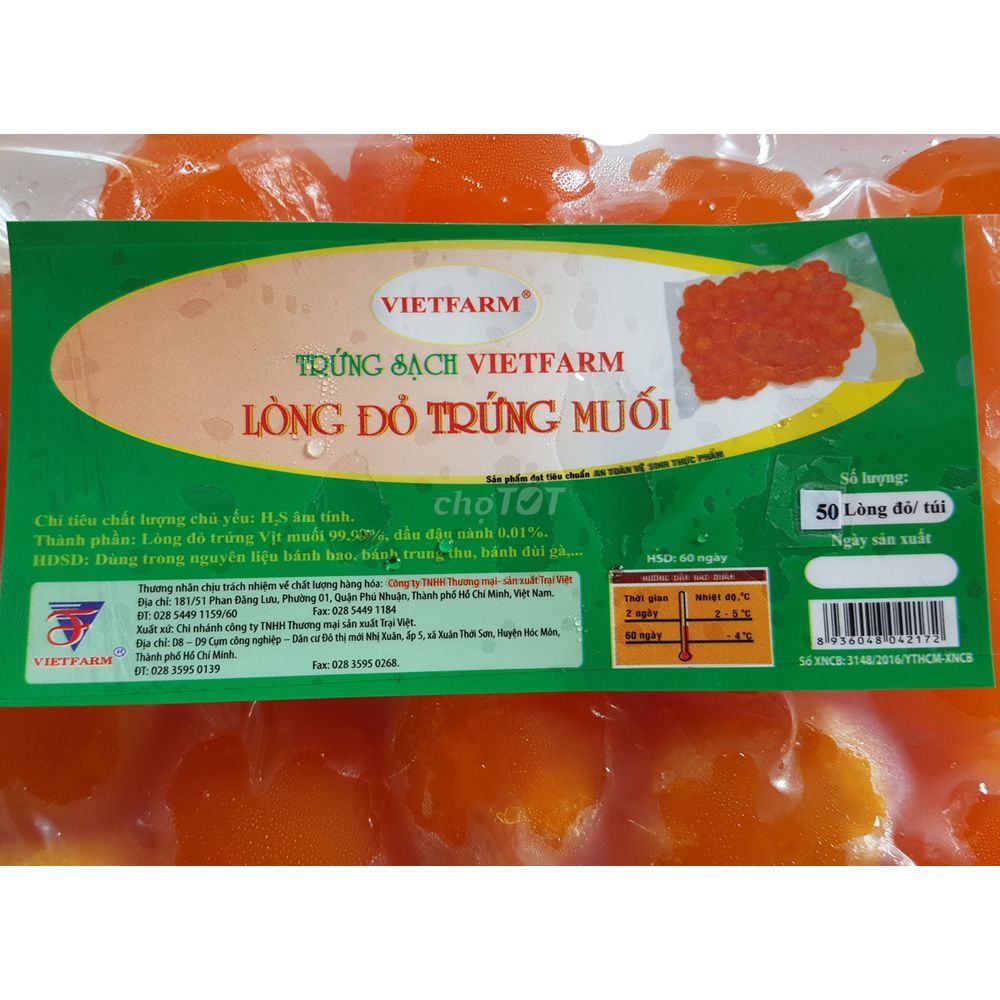 VIETFARM®
TRỨNG SẠCH VIETFARM
LÒNG ĐỎ TRỨNG MUỐI
Sản phẩm đạt tiêu chuẩn AN TOÀN VỆ SINH THỰC PHẨM
chợTỐT
Số lượng:
50 Lòng đỏ/ túi
Ngày sản xuất
Chỉ tiêu chất lượng chủ yếu: H₂S âm tính.
Thành phần: Lòng đỏ trứng Vịt muối 99.99%, dầu đậu nành 0.01%.
HDSD: Dùng trong nguyên liệu bánh bao, bánh trung thu, bánh đùi gà,...
Thương nhân chịu trách nhiệm về chất lượng hàng hóa: Công ty TNHH Thương mại- sản xuất Trại Việt
Địa chỉ: 181/51 Phan Đăng Lưu, Phường 01, Quận Phú Nhuận, Thành phố Hồ Chí Minh, Việt Nam.
ĐT: 028 5449 1159/60 Fax: 028 5449 1184
Xuất xứ: Chi nhánh công ty TNHH Thương mại sản xuất Trại Việt.
Địa chỉ: D8 – D9 Cụm công nghiệp – Dân cư Đô thị mới Nhị Xuân, ấp 5, xã Xuân Thới Sơn, Huyện Hóc Môn,
Thành phố Hồ Chí Minh.
ĐT: 028 3595 0139 Fax: 028 3595 0268.
VIETFARM®
HSD: 60 ngày
HƯỚNG DẪN BẢO QUẢN
Thời gian Nhiệt độ,°C
2 ngày 2 - 5 °C
60 ngày - 4°C
8 936048 042172
Số XNCB: 3148/2016/YTHCM-XNCB